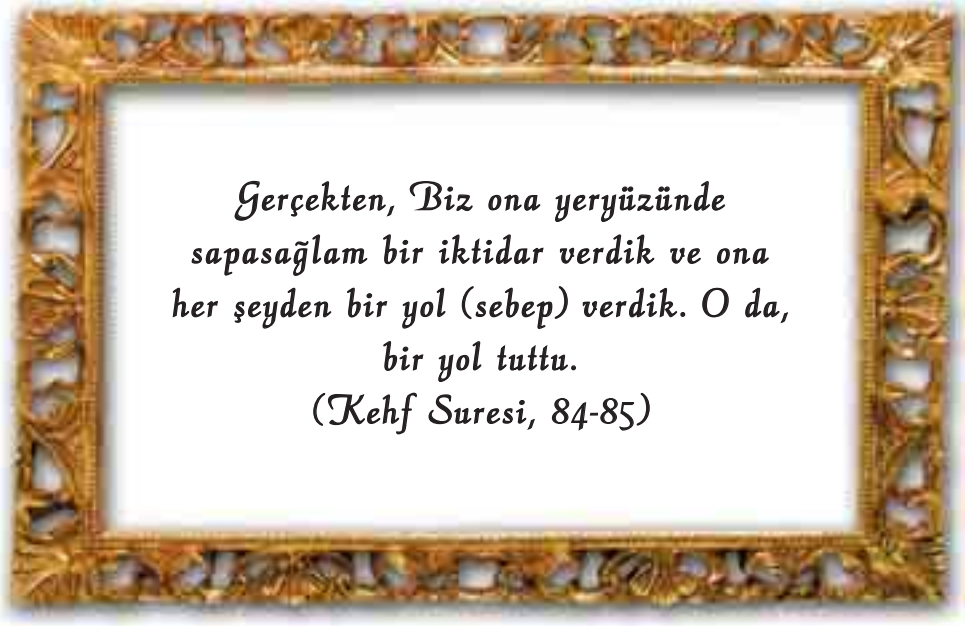 Gerçekten, Biz ona yeryüzünde
sapasağlam bir iktidar verdik ve ona
her şeyden bir yol (sebep) verdik. O da,
bir yol tuttu.
(Kehf Suresi, 84-85)